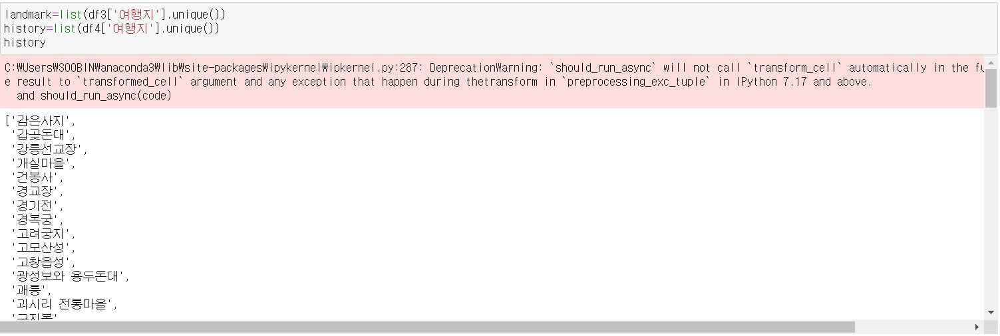 landmark=list(df3['여행지'].unique())
history=list(df4['여행지'].unique())
history
C:\Users\SOOBIN\anaconda3\lib\site-packages\ipykernel\ipkernel.py:287: DeprecationWarning: `should_run_async` will not call `transform_cell` automatically in the fu
e result to `transformed_cell` argument and any exception that happen during thetransform in `preprocessing_exc_tuple` in IPython 7.17 and above.
and should_run_async(code)
['감은사지',
'갑곶돈대',
'강릉선교장',
'개실마을',
'건봉사',
'경교장',
'경기전',
'경복궁',
'고려궁지',
'고모산성',
'고창읍성',
'광성보와 용두돈대',
'괘릉',
'괴시리 전통마을',